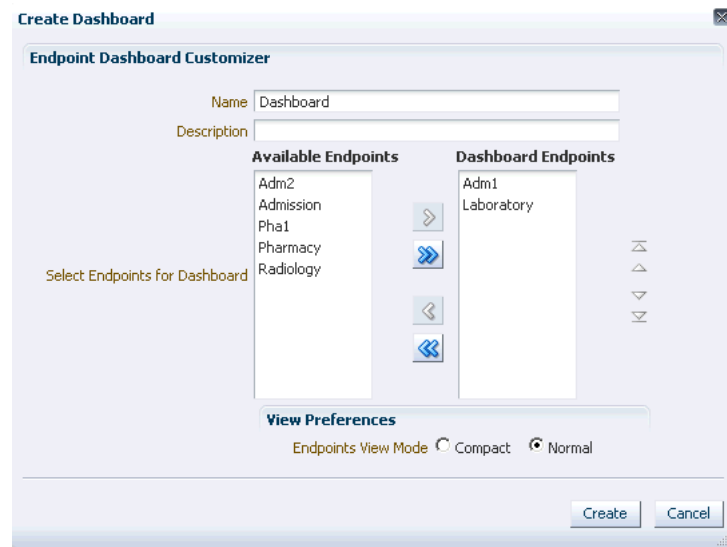 Create Dashboard
Endpoint Dashboard Customizer
Name Dashboard
Description
Available Endpoints Dashboard Endpoints
Adm2 Adm1
Admission Laboratory
Pha1
Pharmacy
Select Endpoints for Dashboard Radiology
View Preferences
Endpoints View Mode Compact Normal
Create Cancel